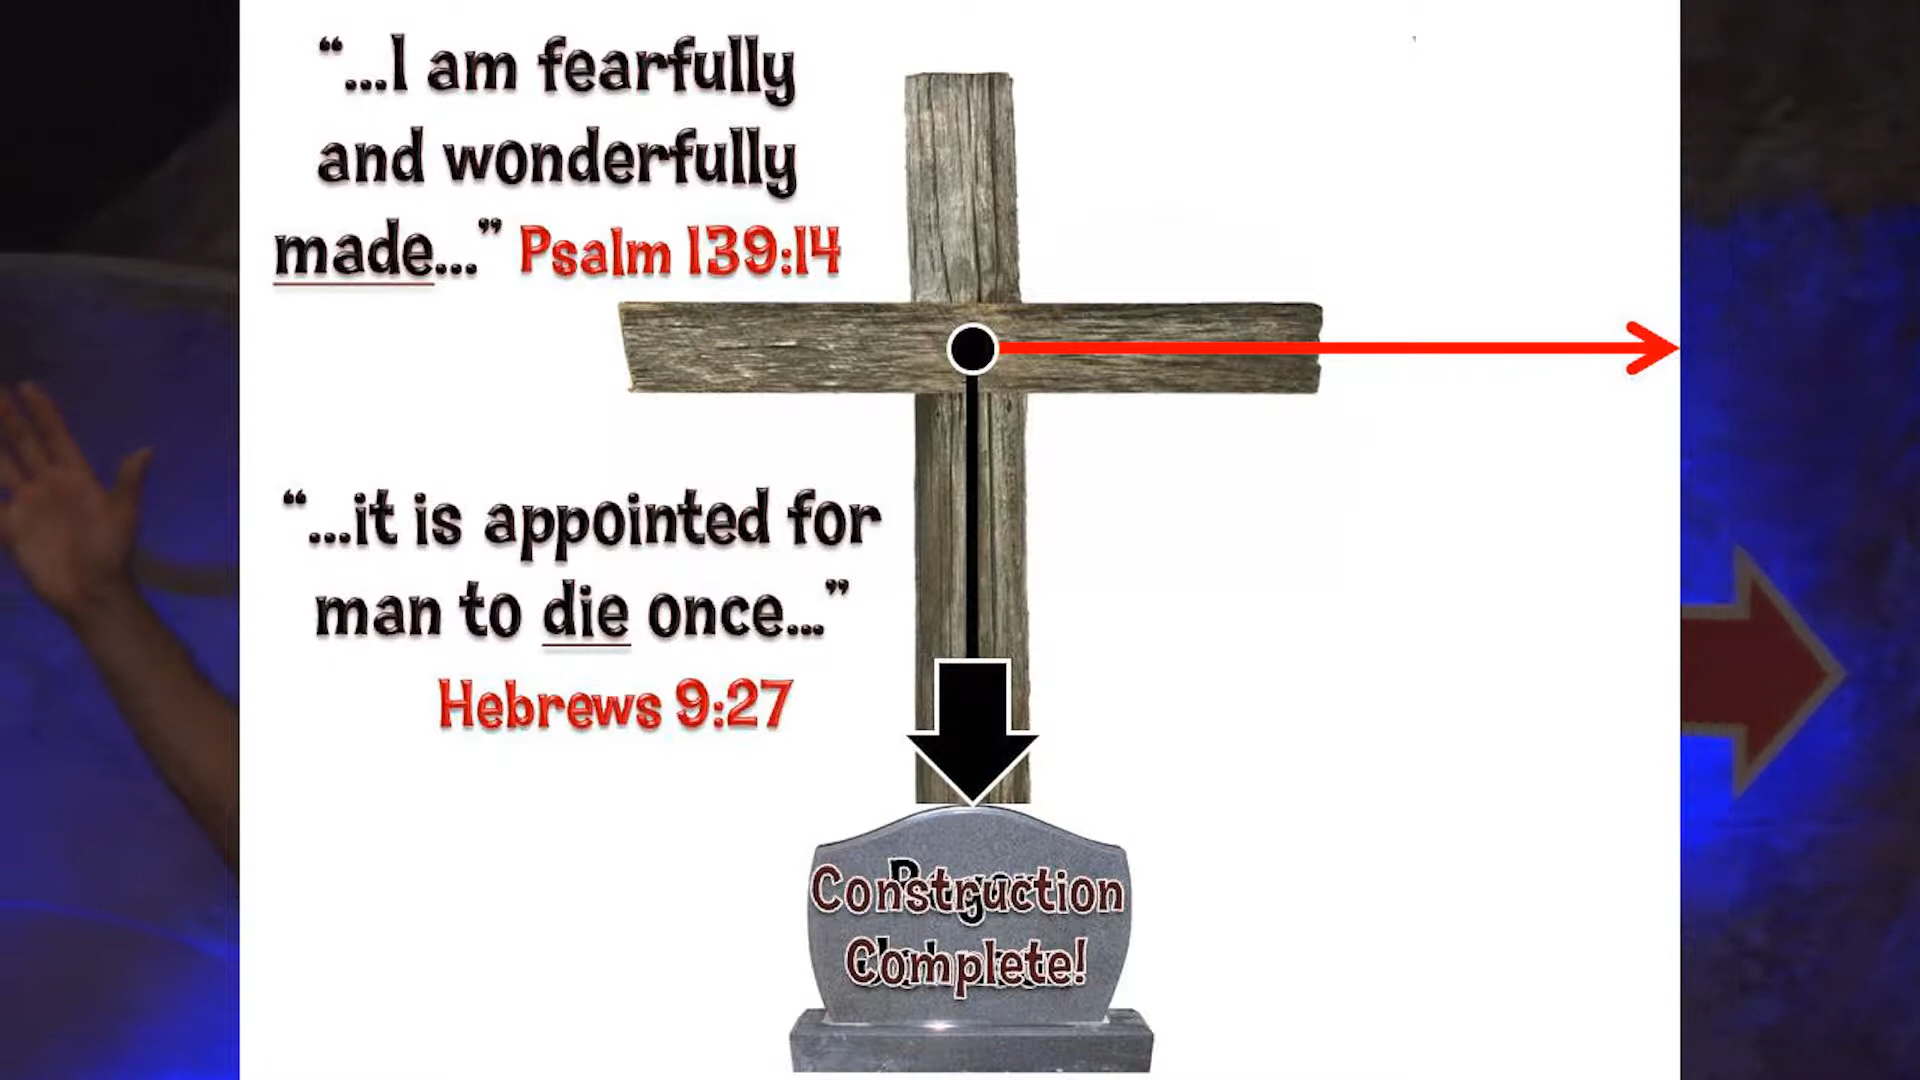 “...I am fearfully
and wonderfully
made...” Psalm 139:14
“...it is appointed for
man to die once...”
Hebrews 9:27
Construction
Complete!